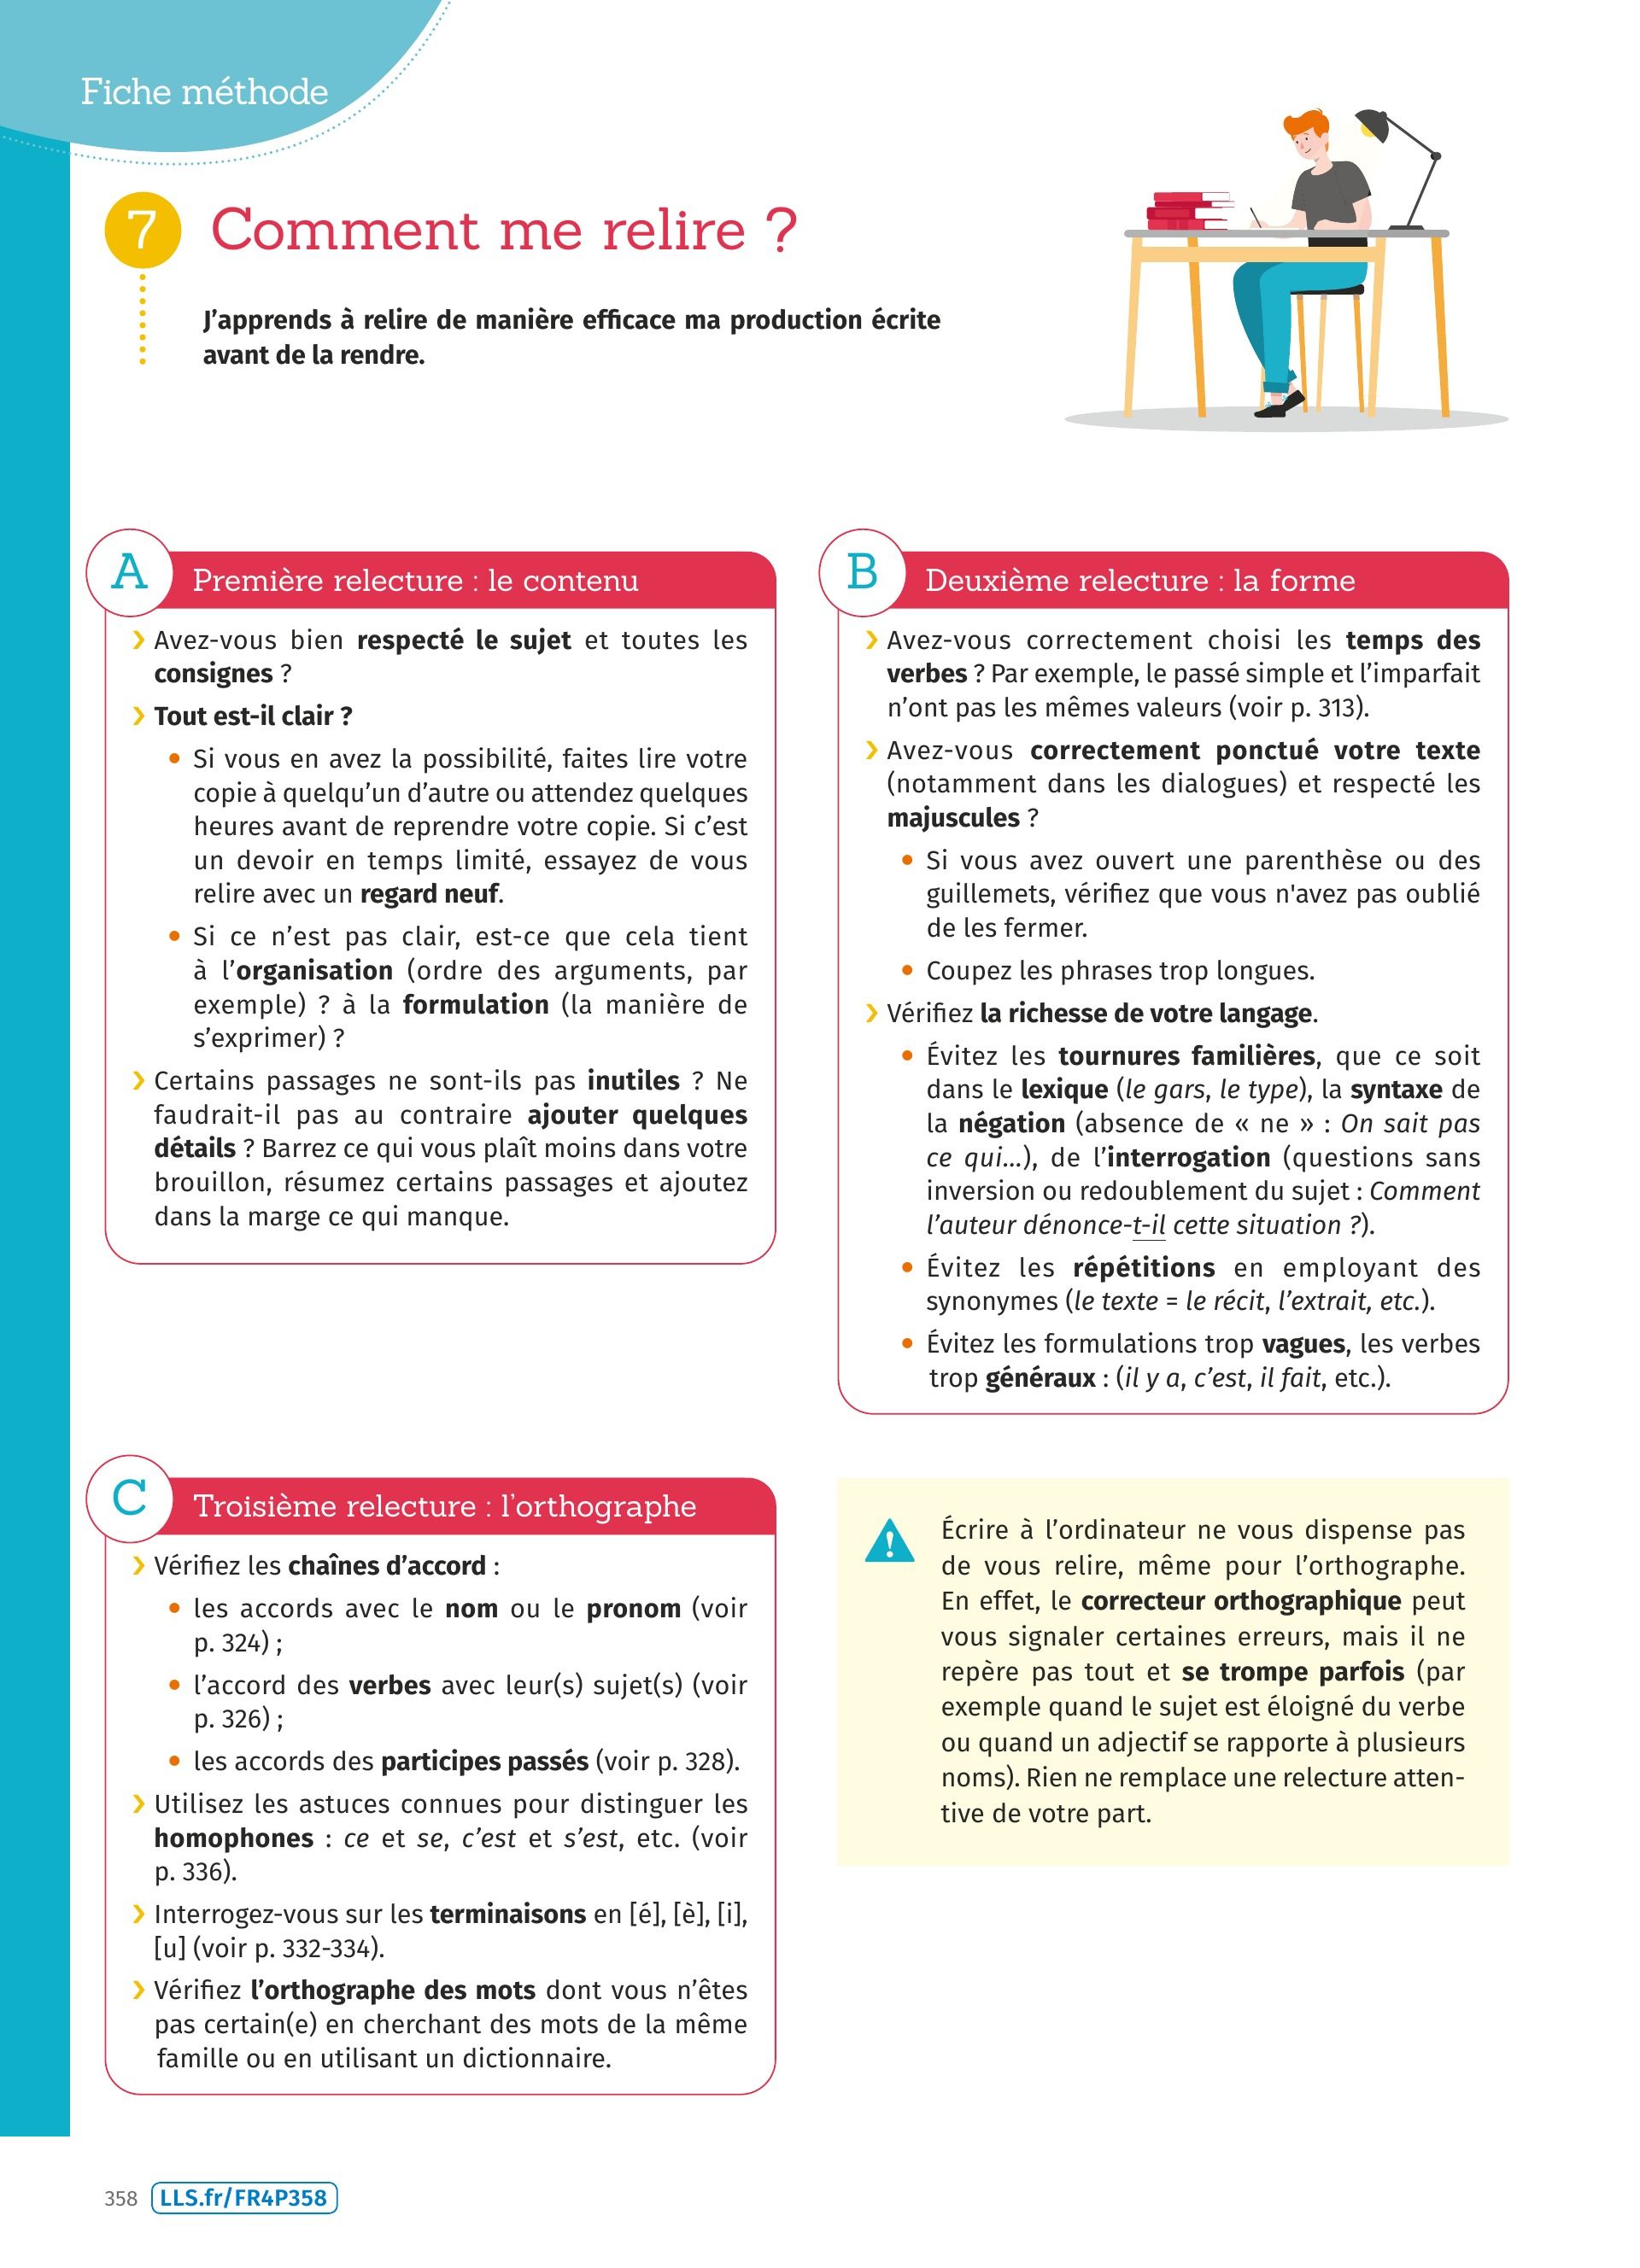 Fiche méthode
7 Comment me relire ?
J’apprends à relire de manière efficace ma production écrite
avant de la rendre.
A Première relecture : le contenu
› Avez-vous bien respecté le sujet et toutes les
consignes ?
› Tout est-il clair ?
• Si vous en avez la possibilité, faites lire votre
copie à quelqu’un d’autre ou attendez quelques
heures avant de reprendre votre copie. Si c’est
un devoir en temps limité, essayez de vous
relire avec un regard neuf.
• Si ce n’est pas clair, est-ce que cela tient
à l’organisation (ordre des arguments, par
exemple) ? à la formulation (la manière de
s’exprimer) ?
› Certains passages ne sont-ils pas inutiles ? Ne
faudrait-il pas au contraire ajouter quelques
détails ? Barrez ce qui vous plaît moins dans votre
brouillon, résumez certains passages et ajoutez
dans la marge ce qui manque.
B Deuxième relecture : la forme
› Avez-vous correctement choisi les temps des
verbes ? Par exemple, le passé simple et l’imparfait
n’ont pas les mêmes valeurs (voir p. 313).
› Avez-vous correctement ponctué votre texte
(notamment dans les dialogues) et respecté les
majuscules ?
• Si vous avez ouvert une parenthèse ou des
guillemets, vérifiez que vous n'avez pas oublié
de les fermer.
• Coupez les phrases trop longues.
› Vérifiez la richesse de votre langage.
• Évitez les tournures familières, que ce soit
dans le lexique (le gars, le type), la syntaxe de
la négation (absence de « ne » : On sait pas
ce qui...), de l’interrogation (questions sans
inversion ou redoublement du sujet : Comment
l’auteur dénonce-t-il cette situation ?).
• Évitez les répétitions en employant des
synonymes (le texte = le récit, l’extrait, etc.).
• Évitez les formulations trop vagues, les verbes
trop généraux : (il y a, c’est, il fait, etc.).
C Troisième relecture : l’orthographe
› Vérifiez les chaînes d’accord :
• les accords avec le nom ou le pronom (voir
p. 324) ;
• l’accord des verbes avec leur(s) sujet(s) (voir
p. 326) ;
• les accords des participes passés (voir p. 328).
› Utilisez les astuces connues pour distinguer les
homophones : ce et se, c’est et s’est, etc. (voir
p. 336).
› Interrogez-vous sur les terminaisons en [é], [è], [i],
[u] (voir p. 332-334).
› Vérifiez l’orthographe des mots dont vous n’êtes
pas certain(e) en cherchant des mots de la même
famille ou en utilisant un dictionnaire.
! Écrire à l’ordinateur ne vous dispense pas
de vous relire, même pour l’orthographe.
En effet, le correcteur orthographique peut
vous signaler certaines erreurs, mais il ne
repère pas tout et se trompe parfois (par
exemple quand le sujet est éloigné du verbe
ou quand un adjectif se rapporte à plusieurs
noms). Rien ne remplace une relecture atten-
tive de votre part.
358 LLS.fr/FR4P358